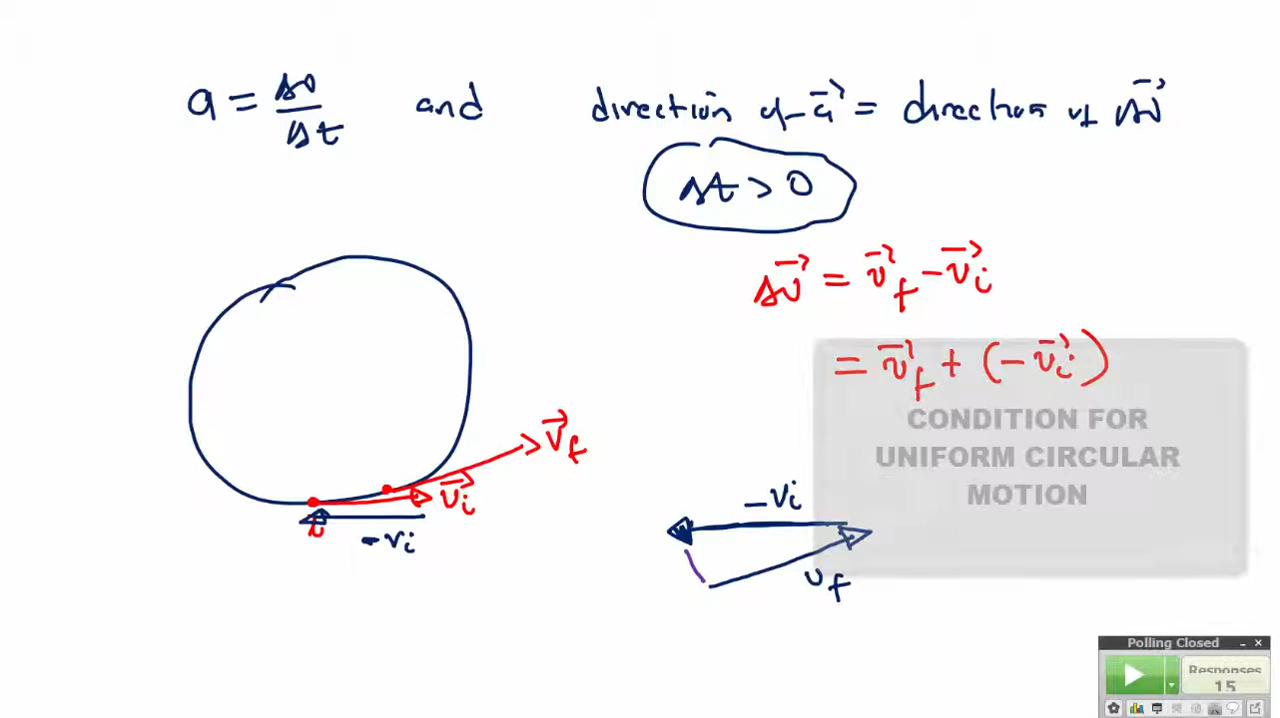 a = Δv/Δt and direction of a⃗ = direction of Δv⃗
Δt > 0
Δv⃗ = v⃗f - v⃗i
= v⃗f + (-v⃗i)
CONDITION FOR
UNIFORM CIRCULAR
MOTION
v⃗f
v⃗i
i
-vi
-vi
vf
Polling Closed
Responses
15